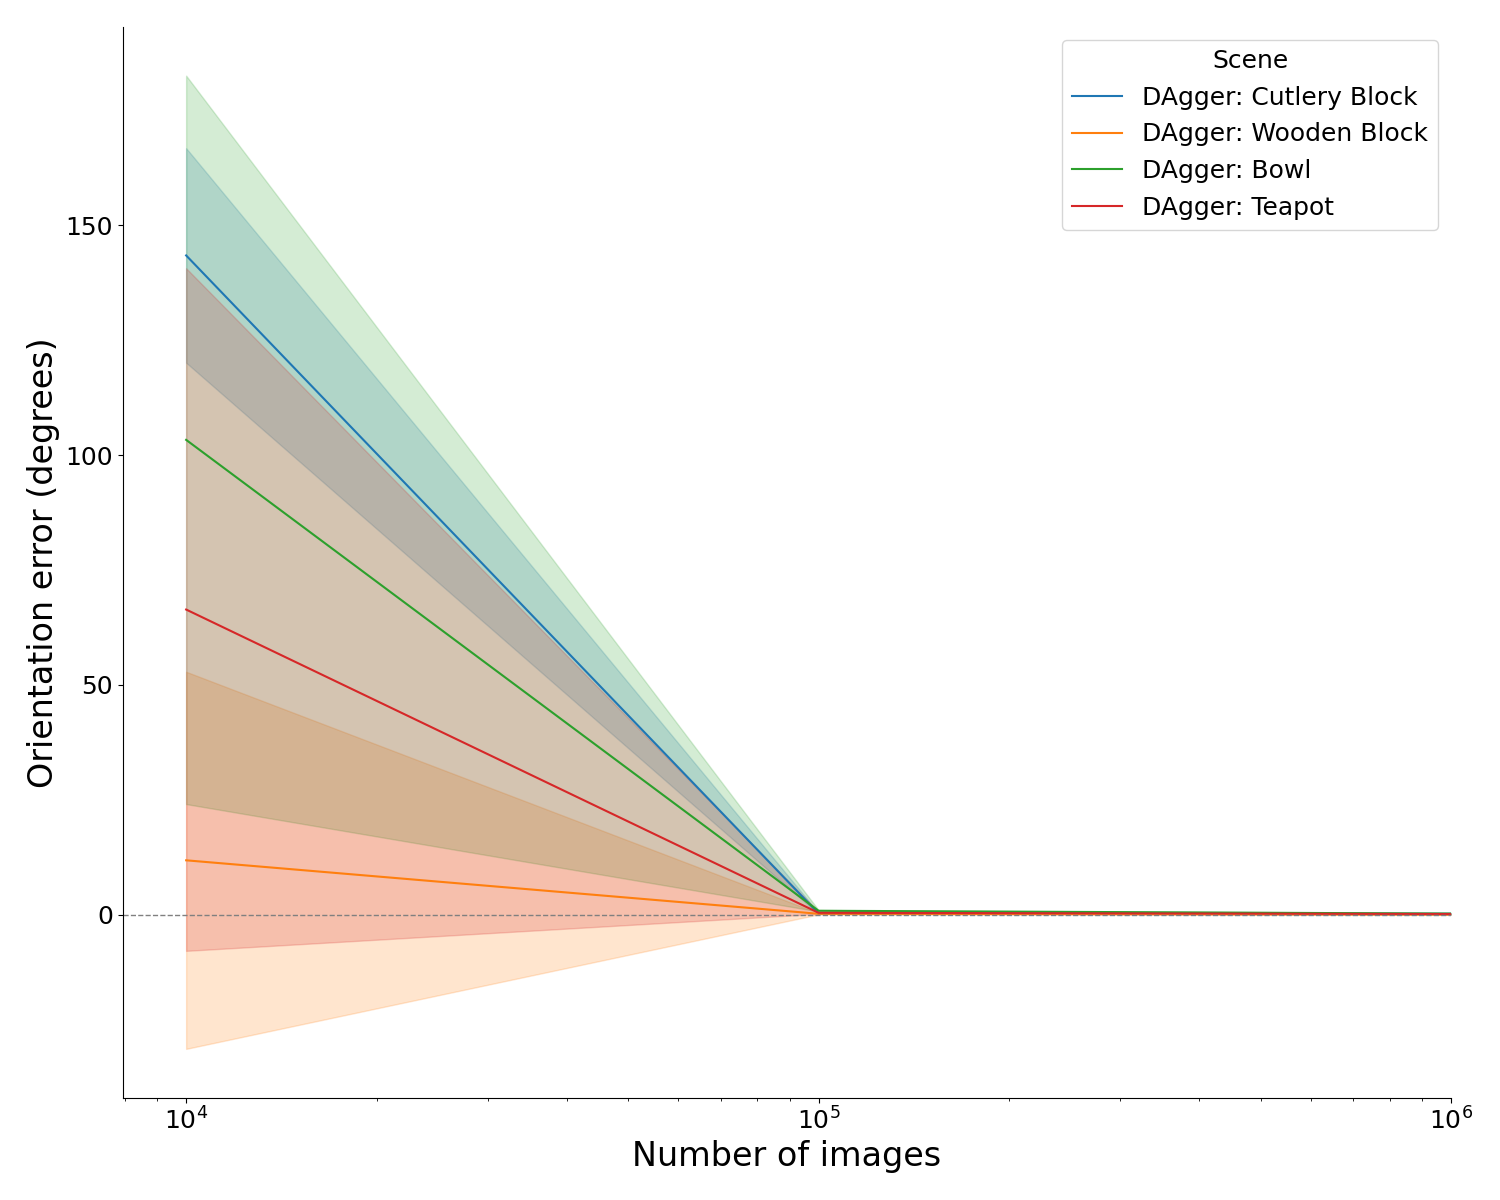 Scene
DAgger: Cutlery Block
DAgger: Wooden Block
DAgger: Bowl
DAgger: Teapot
Orientation error (degrees)
150
100
50
0
10^4
10^5
10^6
Number of images